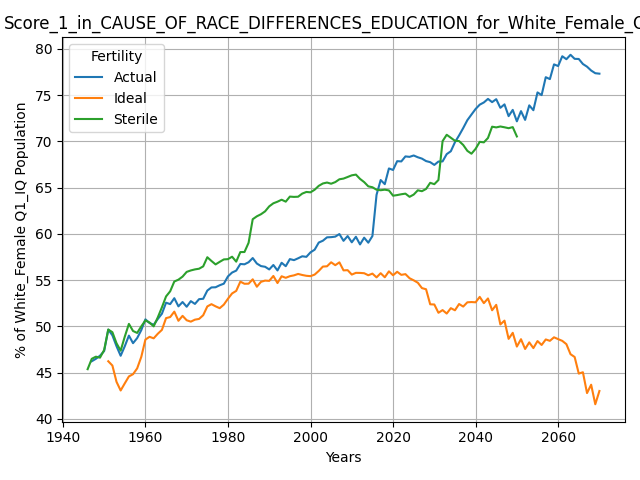 Score_1_in_CAUSE_OF_RACE_DIFFERENCES_EDUCATION_for_White_Female_
Fertility
Actual
Ideal
Sterile
% of White_Female Q1_IQ Population
80
75
70
65
60
55
50
45
40
1940
1960
1980
2000
2020
2040
2060
Years